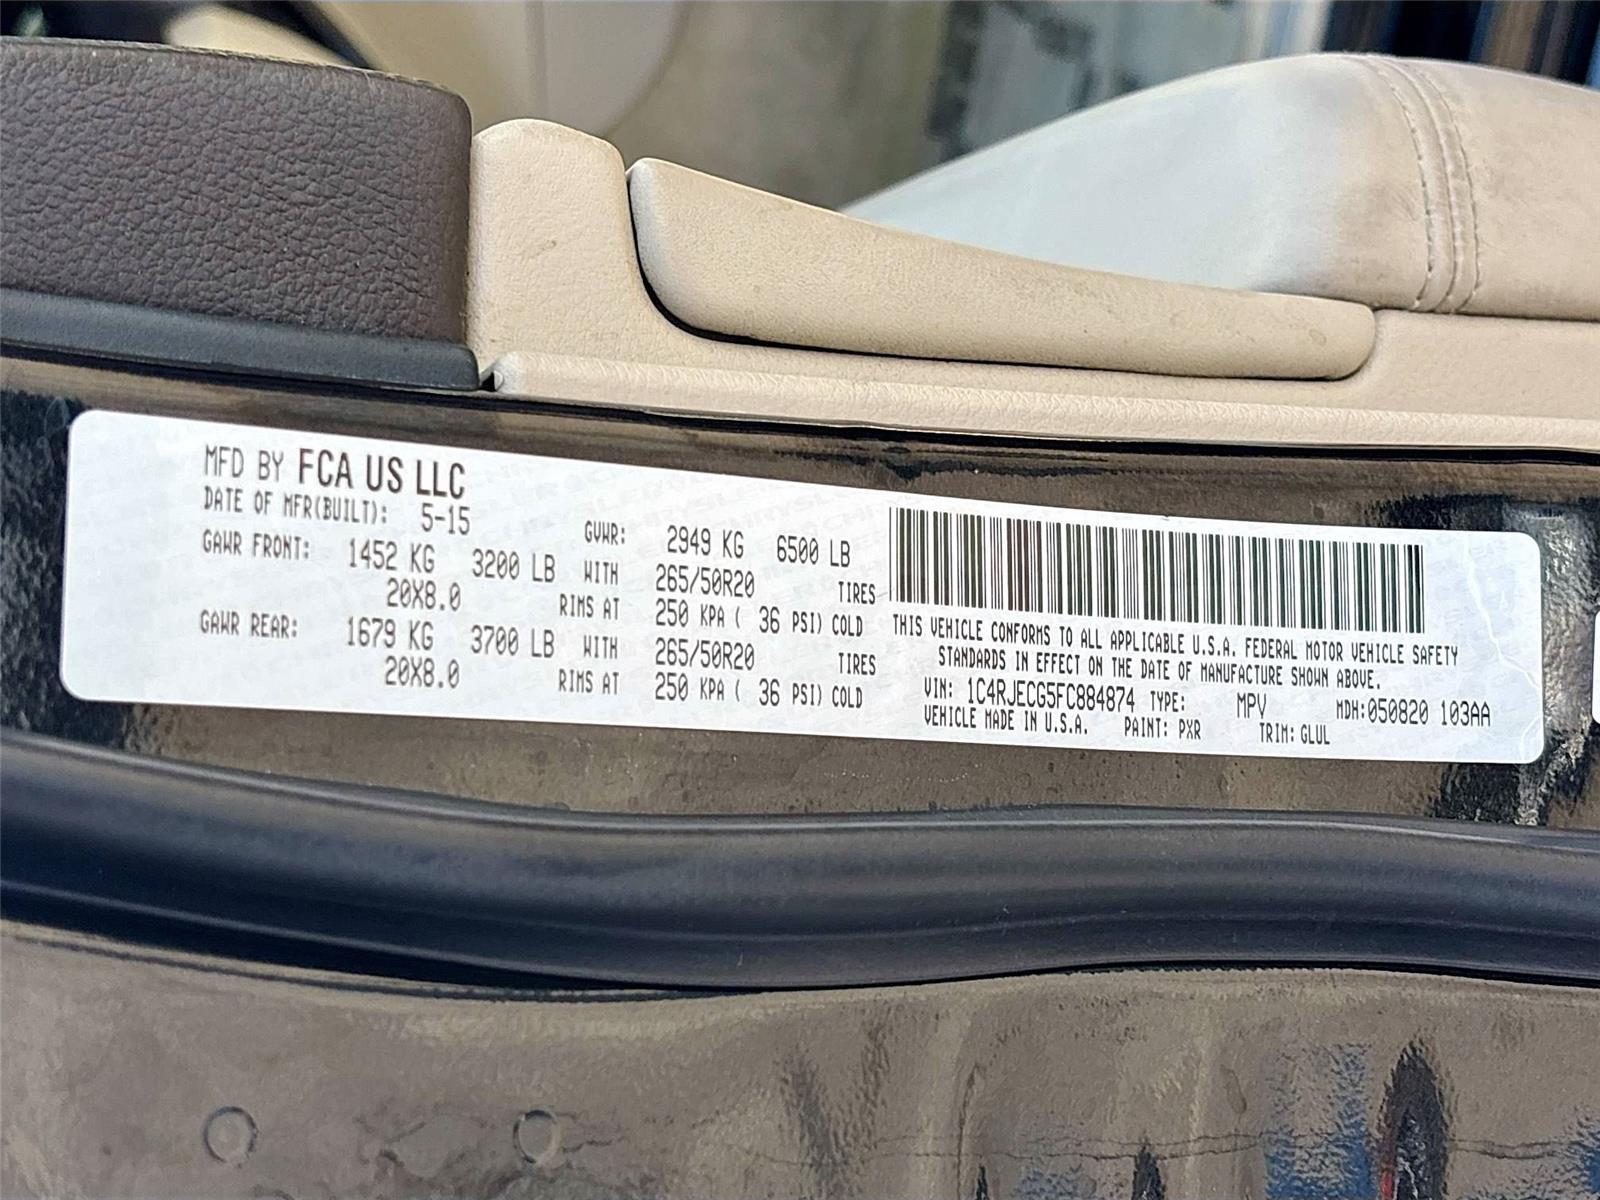 MFD BY FCA US LLC
DATE OF MFR(BUILT): 5-15
GVWR: 2949 KG 6500 LB
GAWR FRONT: 1452 KG 3200 LB WITH 265/50R20 TIRES
20X8.0 RIMS AT 250 KPA ( 36 PSI) COLD
GAWR REAR: 1679 KG 3700 LB WITH 265/50R20 TIRES
20X8.0 RIMS AT 250 KPA ( 36 PSI) COLD
THIS VEHICLE CONFORMS TO ALL APPLICABLE U.S.A. FEDERAL MOTOR VEHICLE SAFETY
STANDARDS IN EFFECT ON THE DATE OF MANUFACTURE SHOWN ABOVE.
VIN: 1C4RJECG5FC884874 TYPE: MPV MDH:050820 103AA
VEHICLE MADE IN U.S.A. PAINT: PXR TRIM: GLUL